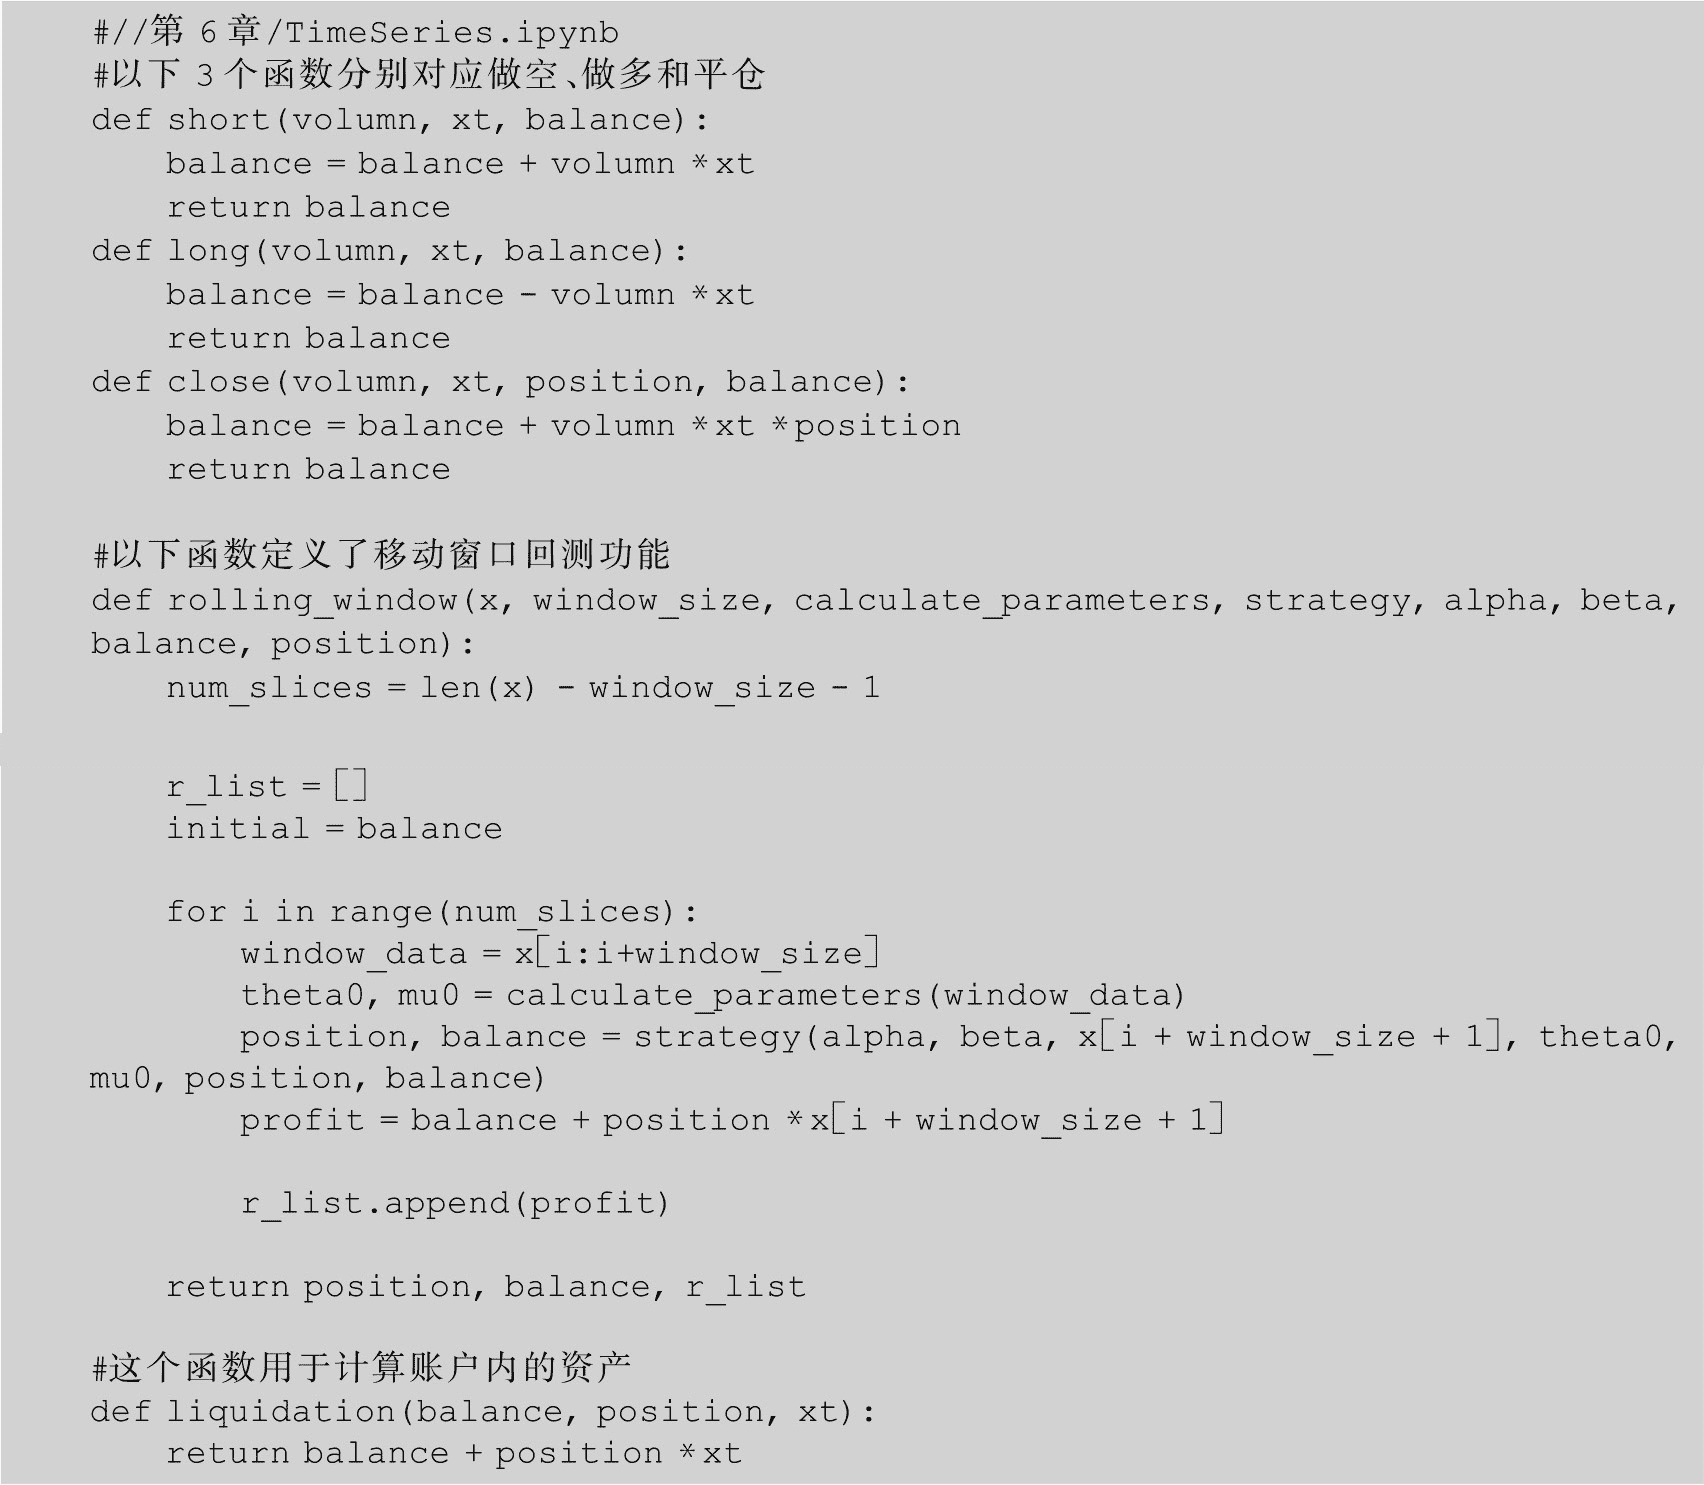 #//第 6 章/TimeSeries.ipynb
#以下 3 个函数分别对应做空、做多和平仓
def short(volumn, xt, balance):
    balance = balance + volumn *xt
    return balance
def long(volumn, xt, balance):
    balance = balance - volumn *xt
    return balance
def close(volumn, xt, position, balance):
    balance = balance + volumn *xt *position
    return balance

#以下函数定义了移动窗口回测功能
def rolling_window(x, window_size, calculate_parameters, strategy, alpha, beta,
balance, position):
    num_slices = len(x) - window_size - 1

    r_list = []
    initial = balance

    for i in range(num_slices):
        window_data = x[i:i+window_size]
        theta0, mu0 = calculate_parameters(window_data)
        position, balance = strategy(alpha, beta, x[i + window_size + 1], theta0,
mu0, position, balance)
        profit = balance + position *x[i + window_size + 1]

        r_list.append(profit)

    return position, balance, r_list

#这个函数用于计算账户内的资产
def liquidation(balance, position, xt):
    return balance + position *xt